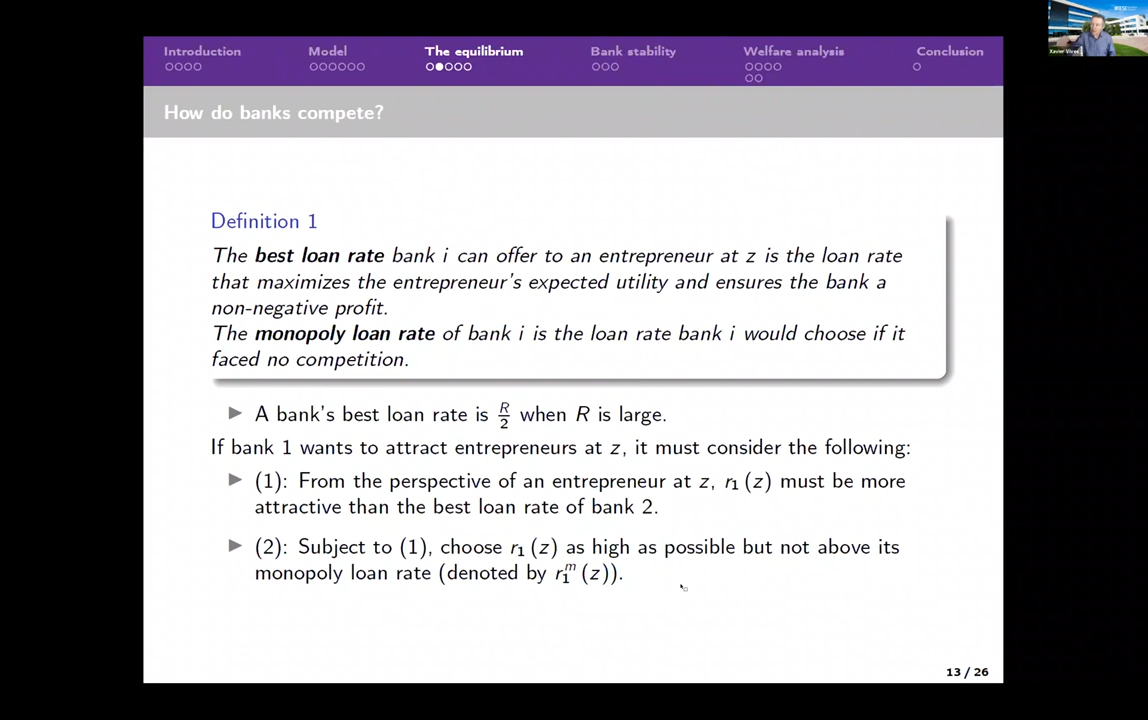 Introduction Model The equilibrium Bank stability Welfare analysis Conclusion
How do banks compete?
Definition 1
The best loan rate bank i can offer to an entrepreneur at z is the loan rate
that maximizes the entrepreneur's expected utility and ensures the bank a
non-negative profit.
The monopoly loan rate of bank i is the loan rate bank i would choose if it
faced no competition.
▶ A bank's best loan rate is R/2 when R is large.
If bank 1 wants to attract entrepreneurs at z, it must consider the following:
▶ (1): From the perspective of an entrepreneur at z, r₁ (z) must be more
attractive than the best loan rate of bank 2.
▶ (2): Subject to (1), choose r₁ (z) as high as possible but not above its
monopoly loan rate (denoted by r₁ᵐ (z)).
13 / 26
Xavier Vives